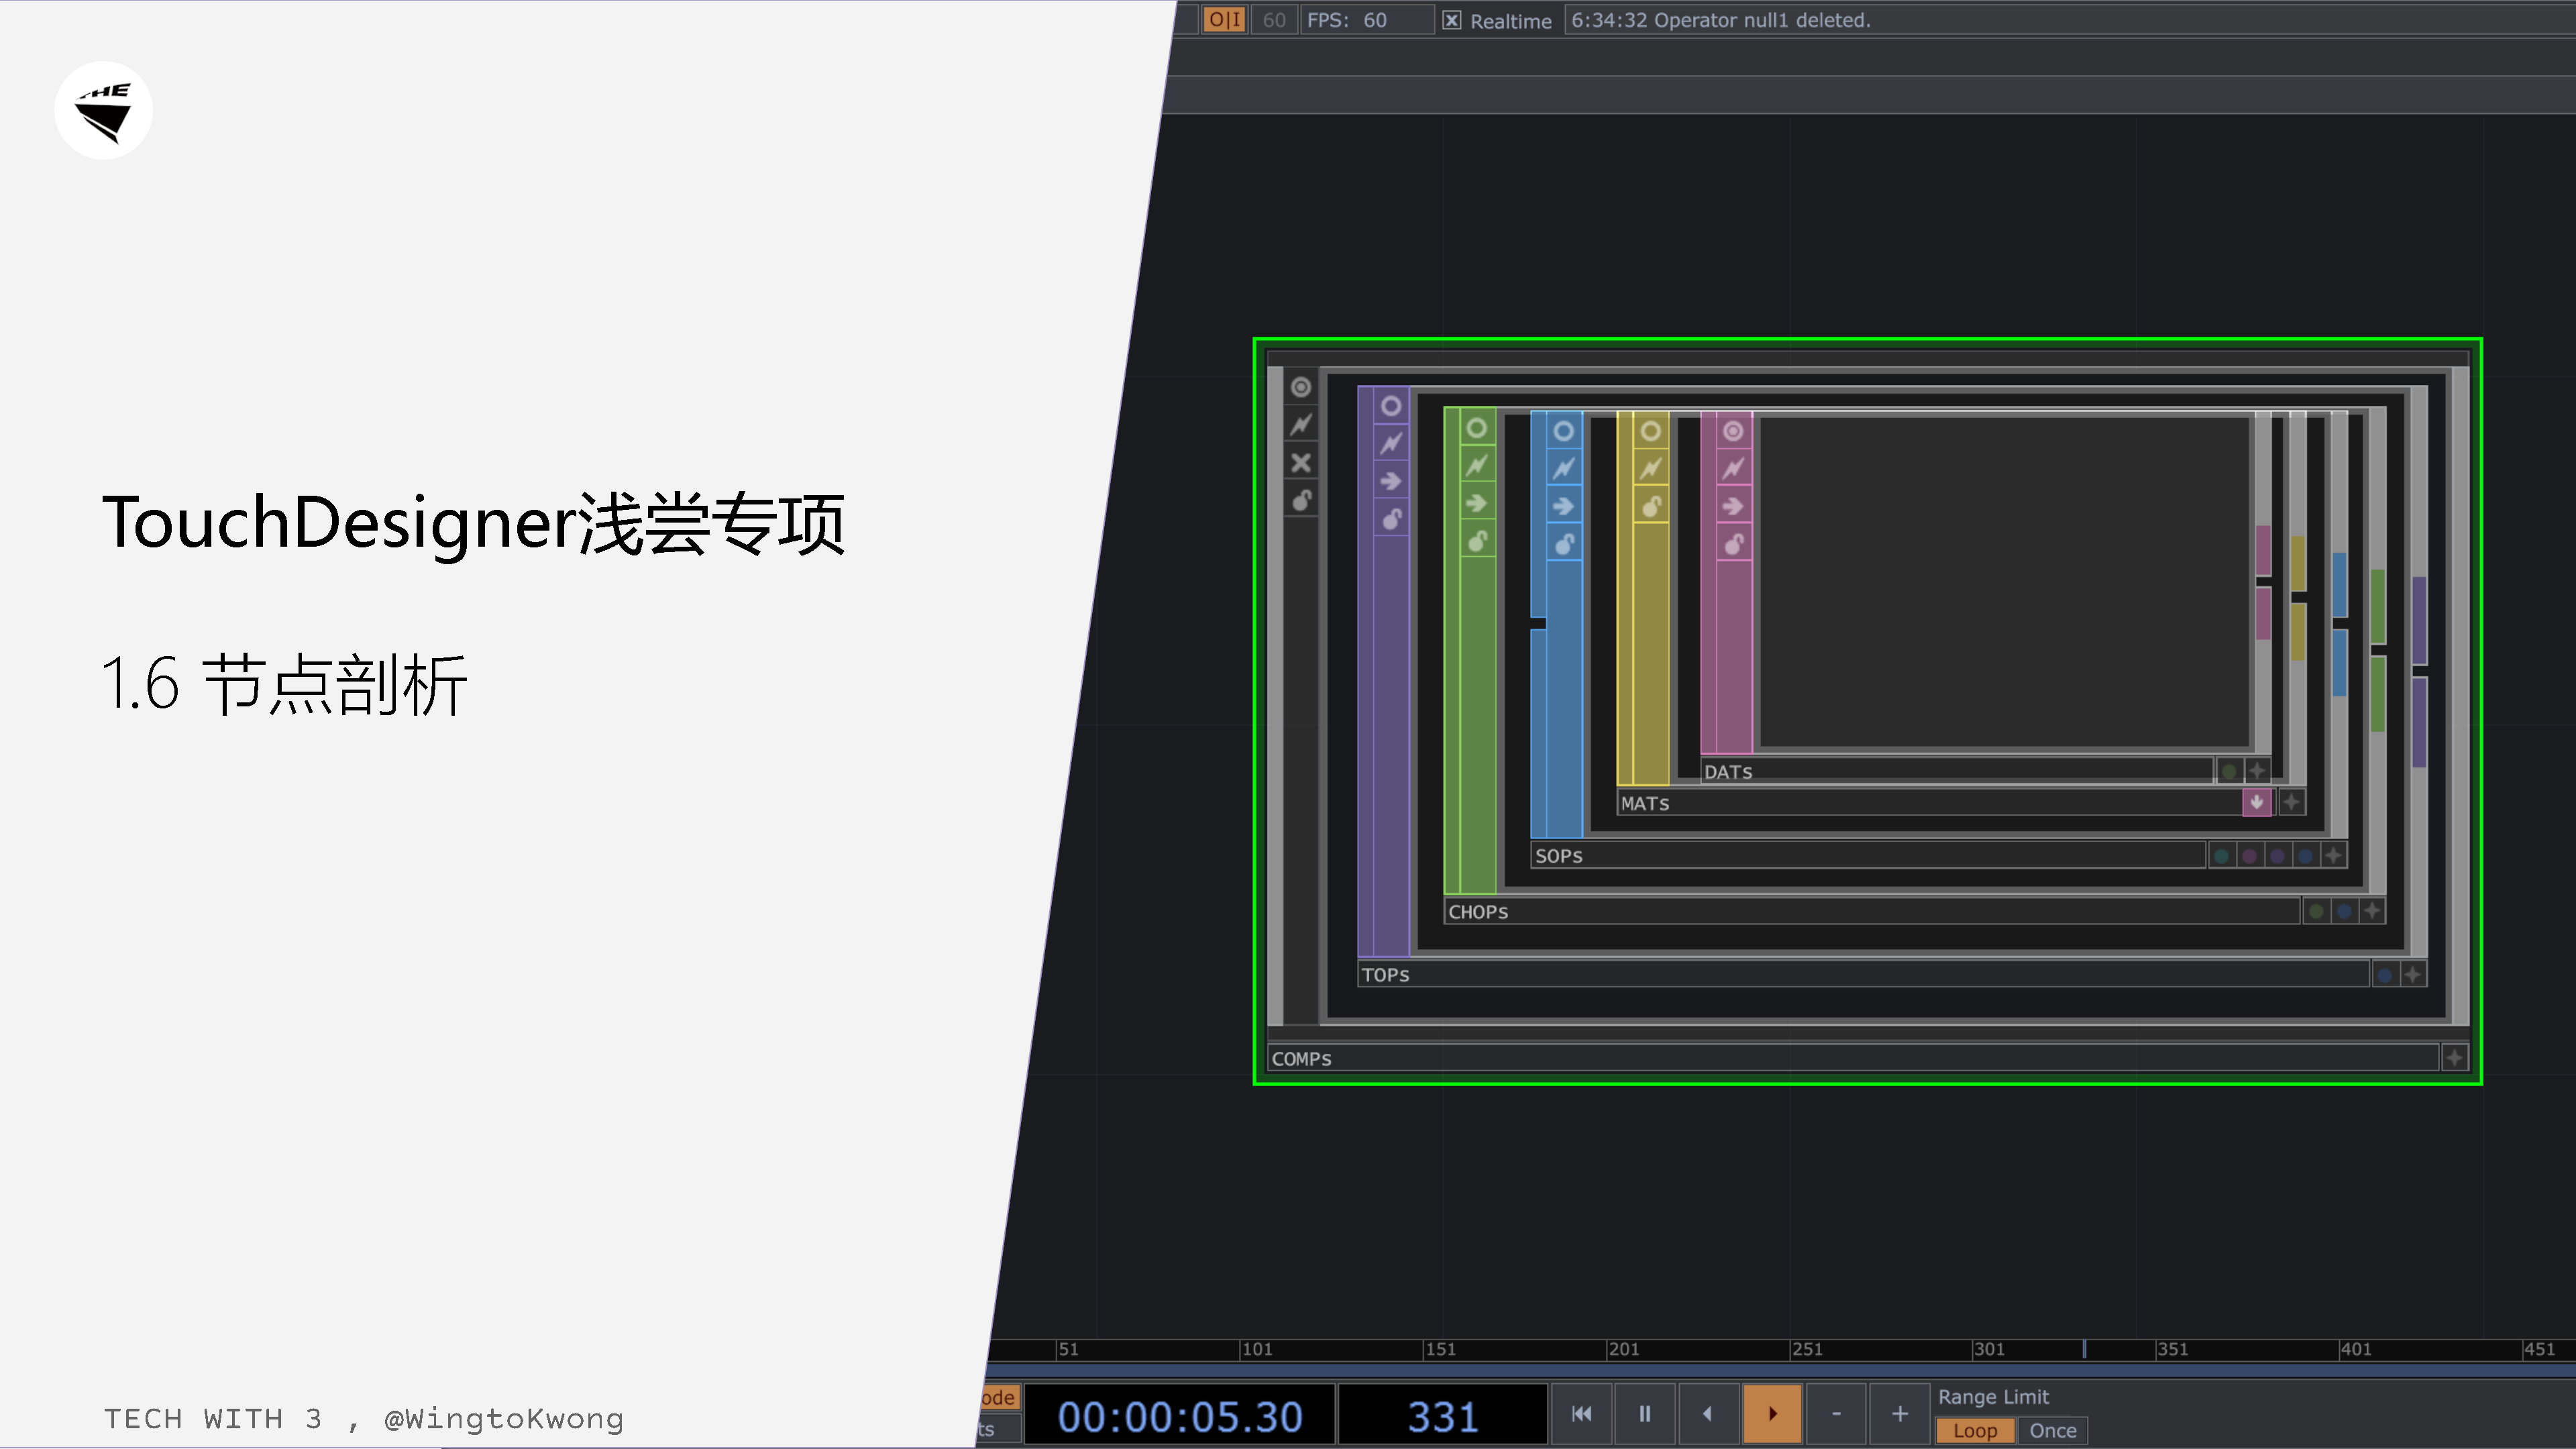 O|I 60 FPS: 60 Realtime 6:34:32 Operator null1 deleted.
HE
TouchDesigner浅尝专项
1.6 节点剖析
DATs
MATs
SOPs
CHOPs
TOPs
COMPs
51 101 151 201 251 301 351 401 451
ode 00:00:05.30 331 - + Range Limit
ts Loop Once
TECH WITH 3 , @WingtoKwong